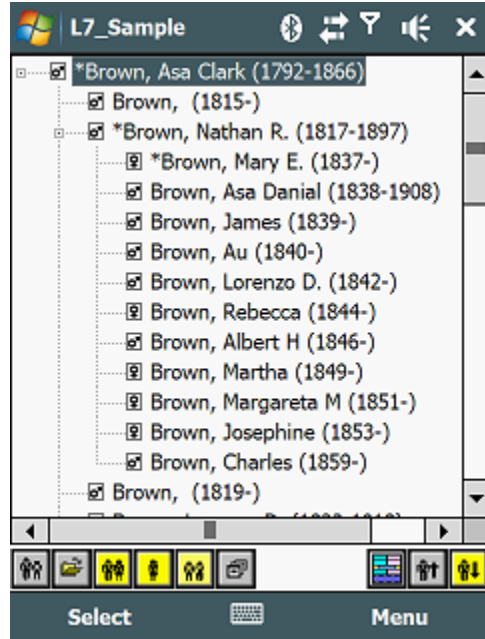 L7_Sample
*Brown, Asa Clark (1792-1866)
Brown, (1815-)
*Brown, Nathan R. (1817-1897)
*Brown, Mary E. (1837-)
Brown, Asa Danial (1838-1908)
Brown, James (1839-)
Brown, Au (1840-)
Brown, Lorenzo D. (1842-)
Brown, Rebecca (1844-)
Brown, Albert H (1846-)
Brown, Martha (1849-)
Brown, Margareta M (1851-)
Brown, Josephine (1853-)
Brown, Charles (1859-)
Brown, (1819-)
Select Menu